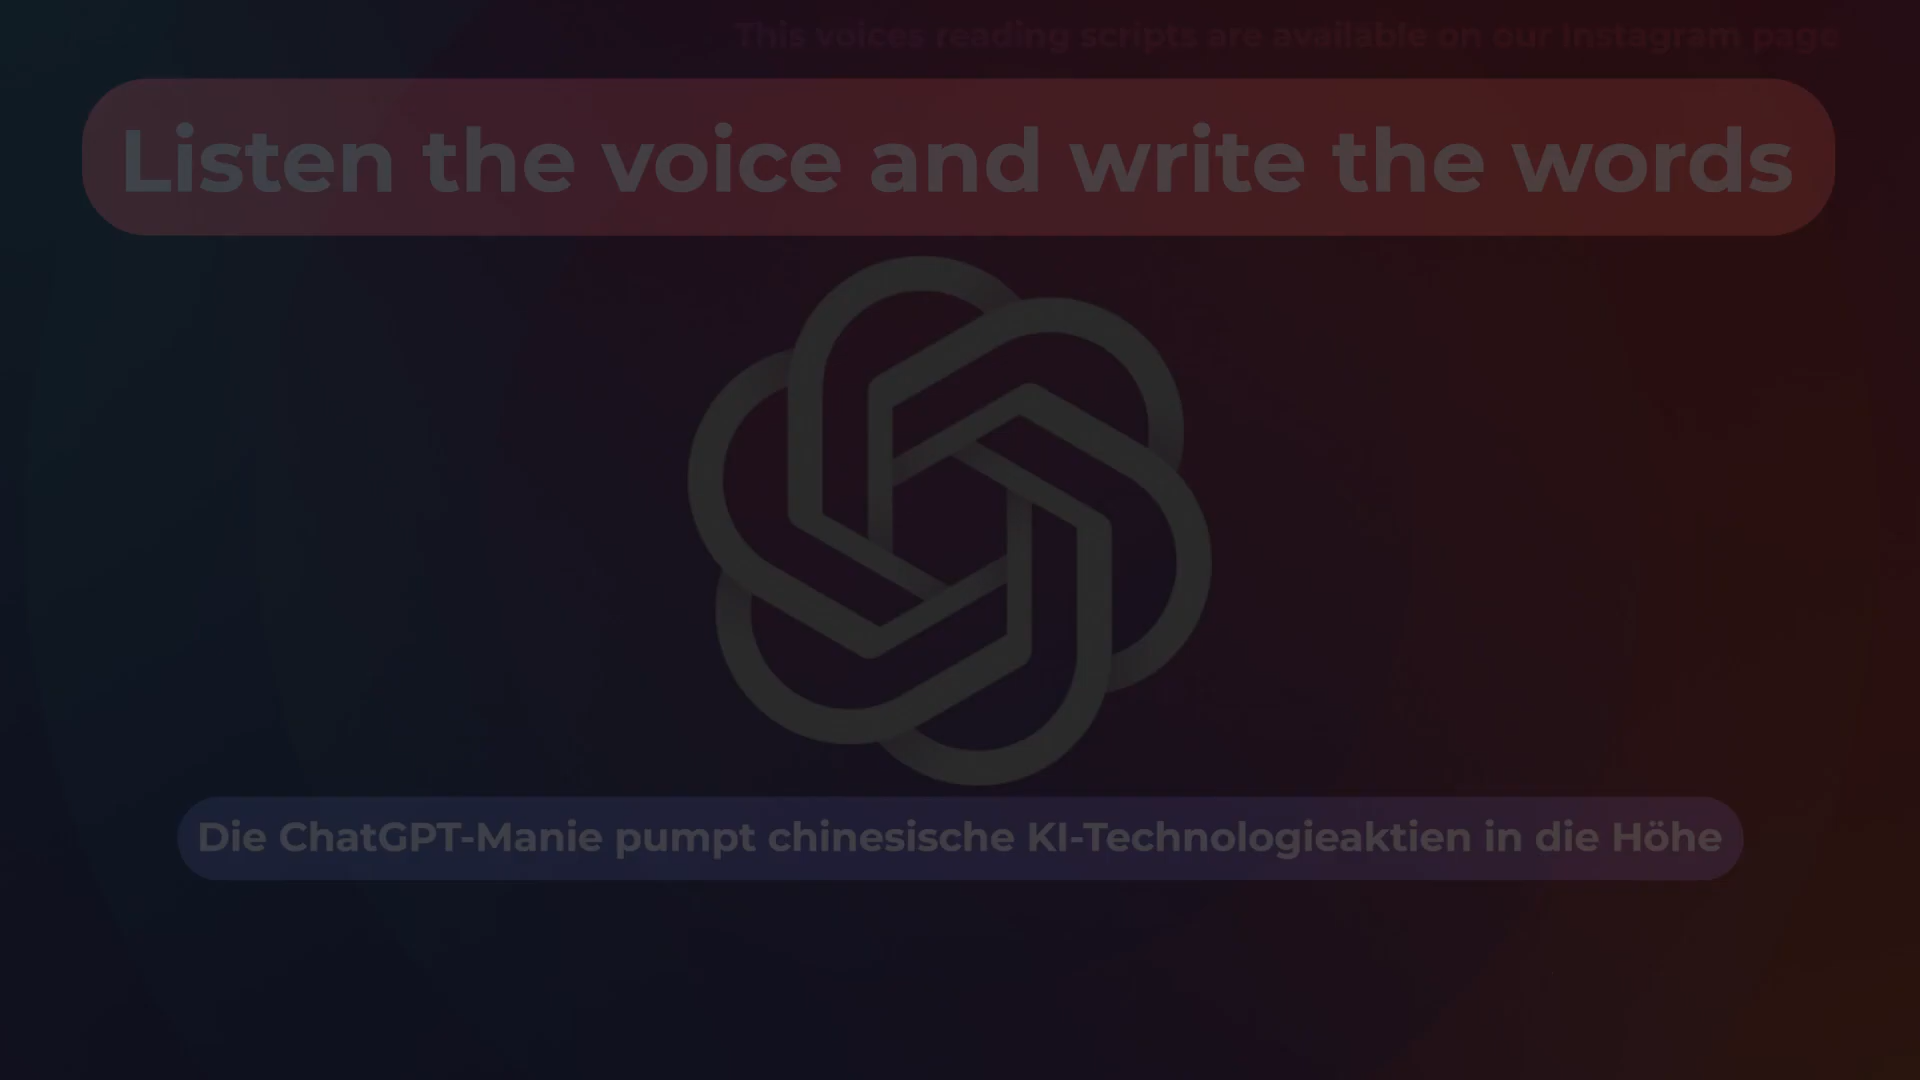 This voices reading scripts are available on our Instagram page
Listen the voice and write the words
Die ChatGPT-Manie pumpt chinesische KI-Technologieaktien in die Höhe